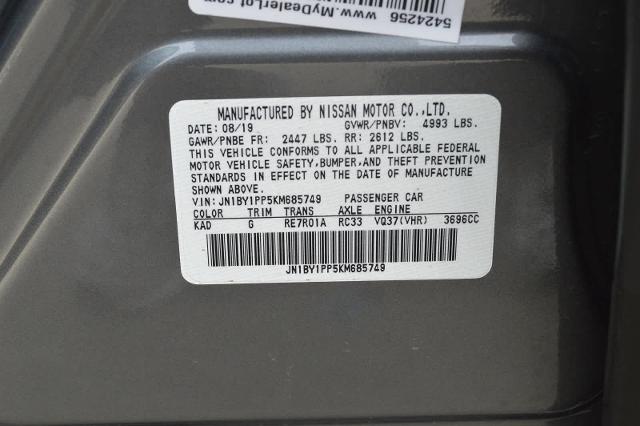 5424256
www.MyDealerLot.com
MANUFACTURED BY NISSAN MOTOR CO.,LTD.
DATE: 08/19 GVWR/PNBV: 4993 LBS.
GAWR/PNBE FR: 2447 LBS. RR: 2612 LBS.
THIS VEHICLE CONFORMS TO ALL APPLICABLE FEDERAL
MOTOR VEHICLE SAFETY,BUMPER,AND THEFT PREVENTION
STANDARDS IN EFFECT ON THE DATE OF MANUFACTURE
SHOWN ABOVE.
VIN: JN1BY1PP5KM685749 PASSENGER CAR
COLOR TRIM TRANS AXLE ENGINE
KAD G RE7R01A RC33 VQ37(VHR) 3696CC
JN1BY1PP5KM685749